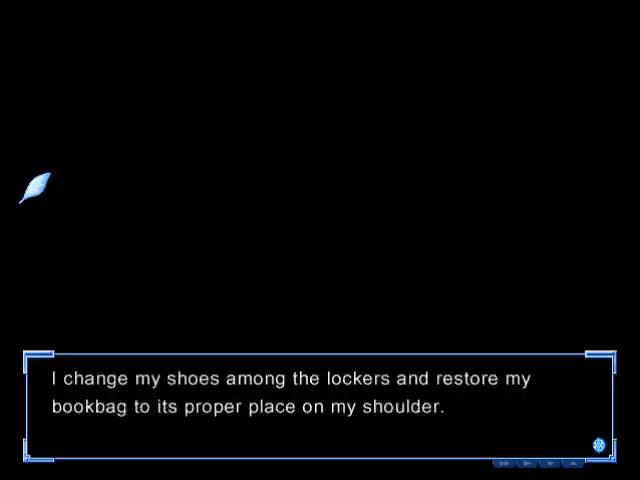 I change my shoes among the lockers and restore my
bookbag to its proper place on my shoulder.